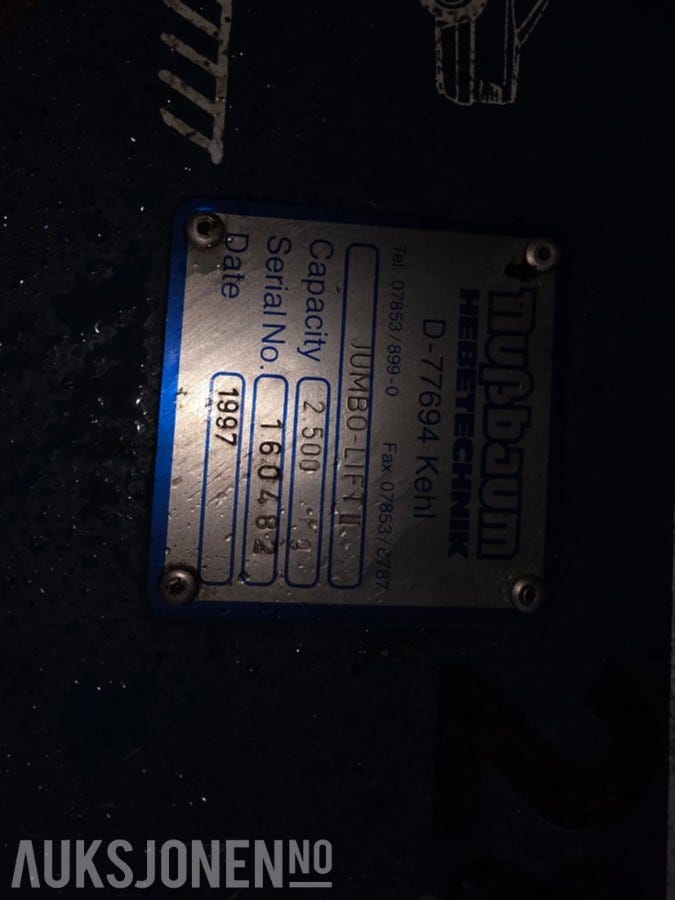 nußbaum
HEBETECHNIK
D-77694 Kehl
Tel. 07853/899-0 Fax 07853/8787
JUMBO-LIFT II
Capacity 2.500
Serial No. 160482
Date 1997
2
AUKSJONEN NO